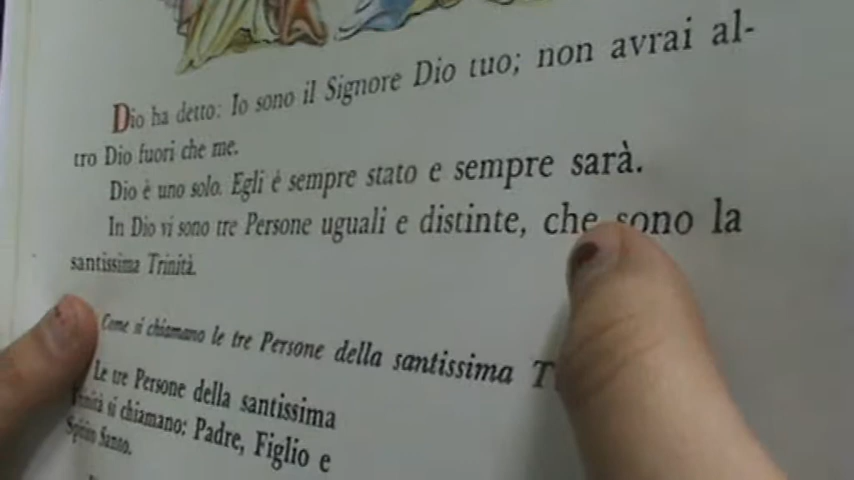 Dio ha detto: Io sono il Signore Dio tuo; non avrai al-
tro Dio fuori che me.
Dio è uno solo. Egli è sempre stato e sempre sarà.
In Dio vi sono tre Persone uguali e distinte, che sono la
santissima Trinità.
Come si chiamano le tre Persone della santissima
Le tre Persone della santissima
Trinità si chiamano: Padre, Figlio e
Spirito Santo.